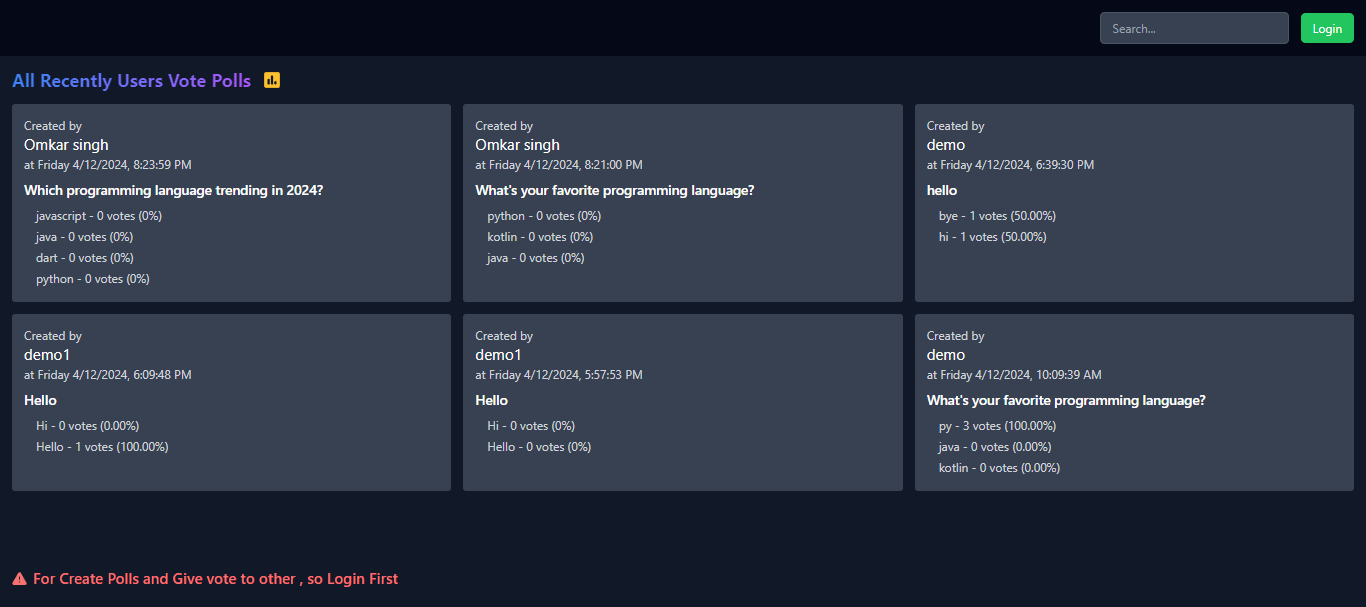 Search...
Login
All Recently Users Vote Polls
Created by
Omkar singh
at Friday 4/12/2024, 8:23:59 PM
Which programming language trending in 2024?
javascript - 0 votes (0%)
java - 0 votes (0%)
dart - 0 votes (0%)
python - 0 votes (0%)
Created by
Omkar singh
at Friday 4/12/2024, 8:21:00 PM
What's your favorite programming language?
python - 0 votes (0%)
kotlin - 0 votes (0%)
java - 0 votes (0%)
Created by
demo
at Friday 4/12/2024, 6:39:30 PM
hello
bye - 1 votes (50.00%)
hi - 1 votes (50.00%)
Created by
demo1
at Friday 4/12/2024, 6:09:48 PM
Hello
Hi - 0 votes (0.00%)
Hello - 1 votes (100.00%)
Created by
demo1
at Friday 4/12/2024, 5:57:53 PM
Hello
Hi - 0 votes (0%)
Hello - 0 votes (0%)
Created by
demo
at Friday 4/12/2024, 10:09:39 AM
What's your favorite programming language?
py - 3 votes (100.00%)
java - 0 votes (0.00%)
kotlin - 0 votes (0.00%)
For Create Polls and Give vote to other , so Login First